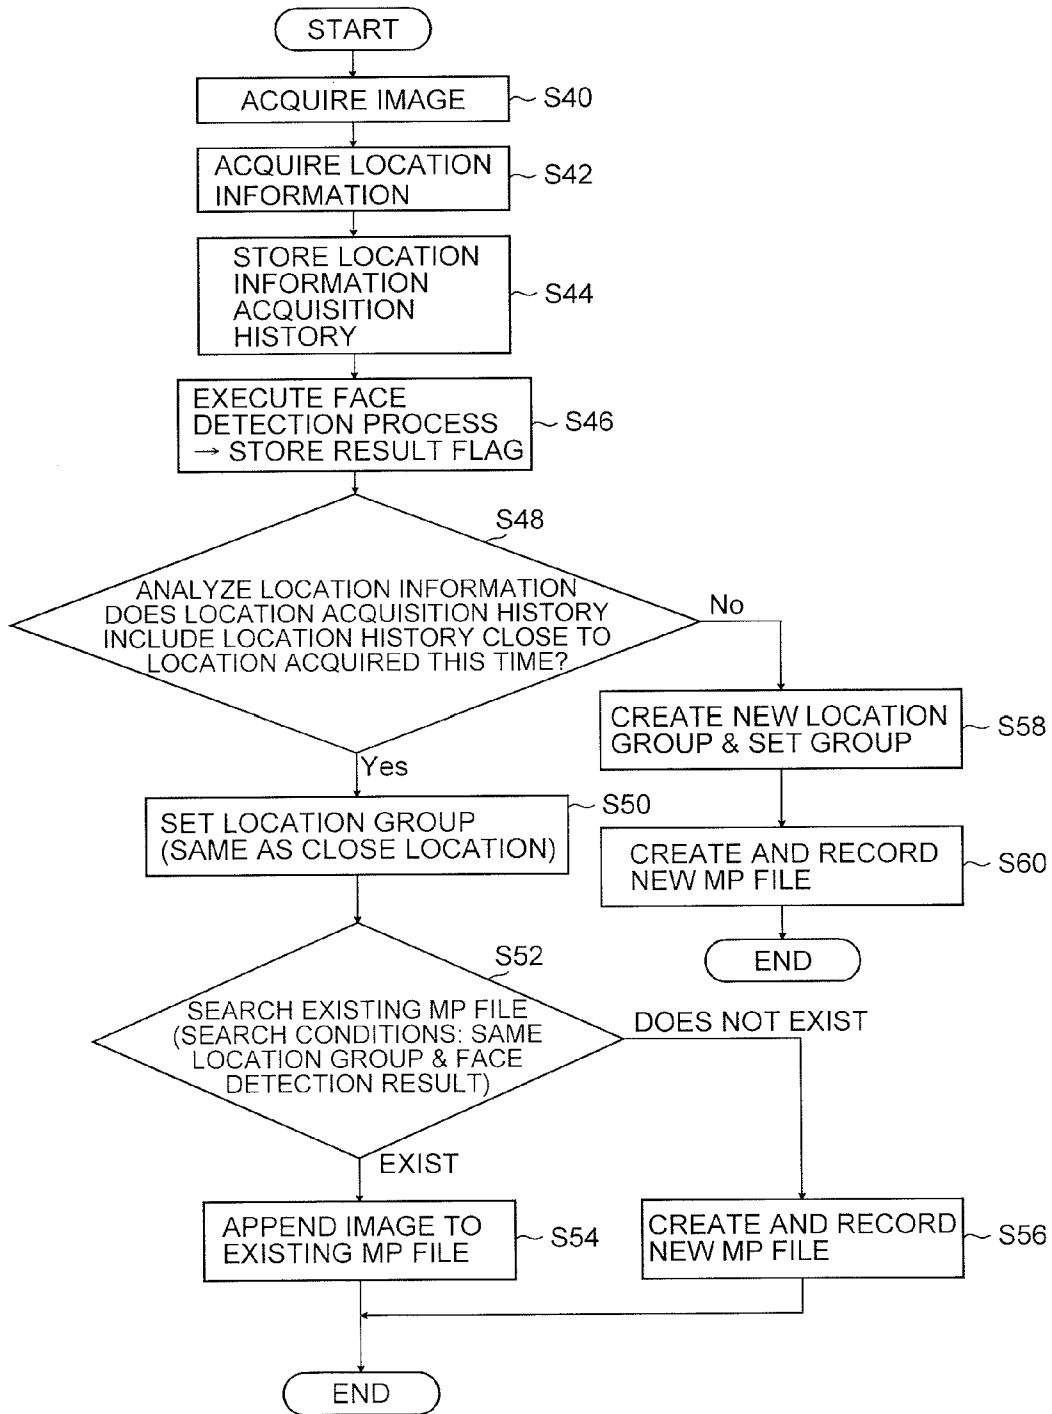 START
ACQUIRE IMAGE
S40
ACQUIRE LOCATION
INFORMATION
S42
STORE LOCATION
INFORMATION
ACQUISITION
HISTORY
S44
EXECUTE FACE
DETECTION PROCESS
→ STORE RESULT FLAG
S46
S48
ANALYZE LOCATION INFORMATION
DOES LOCATION ACQUISITION HISTORY
INCLUDE LOCATION HISTORY CLOSE TO
LOCATION ACQUIRED THIS TIME?
No
Yes
CREATE NEW LOCATION
GROUP & SET GROUP
S58
S50
SET LOCATION GROUP
(SAME AS CLOSE LOCATION)
CREATE AND RECORD
NEW MP FILE
S60
END
S52
SEARCH EXISTING MP FILE
(SEARCH CONDITIONS: SAME
LOCATION GROUP & FACE
DETECTION RESULT)
DOES NOT EXIST
EXIST
APPEND IMAGE TO
EXISTING MP FILE
S54
CREATE AND RECORD
NEW MP FILE
S56
END